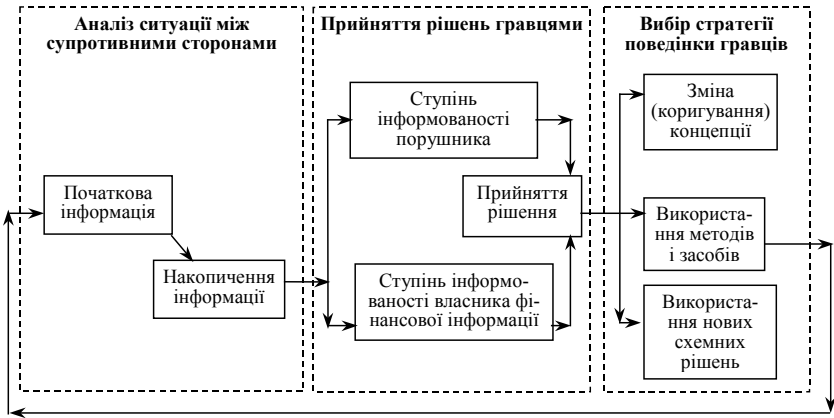 Аналіз ситуації між
супротивними сторонами
Початкова
інформація
Накопичення
інформації
Прийняття рішень гравцями
Ступінь
інформованості
порушника
Прийняття
рішення
Ступінь інформо-
ваності власника фі-
нансової інформації
Вибір стратегії
поведінки гравців
Зміна
(коригування)
концепції
Використа-
ння методів
і засобів
Використа-
ння нових
схемних
рішень